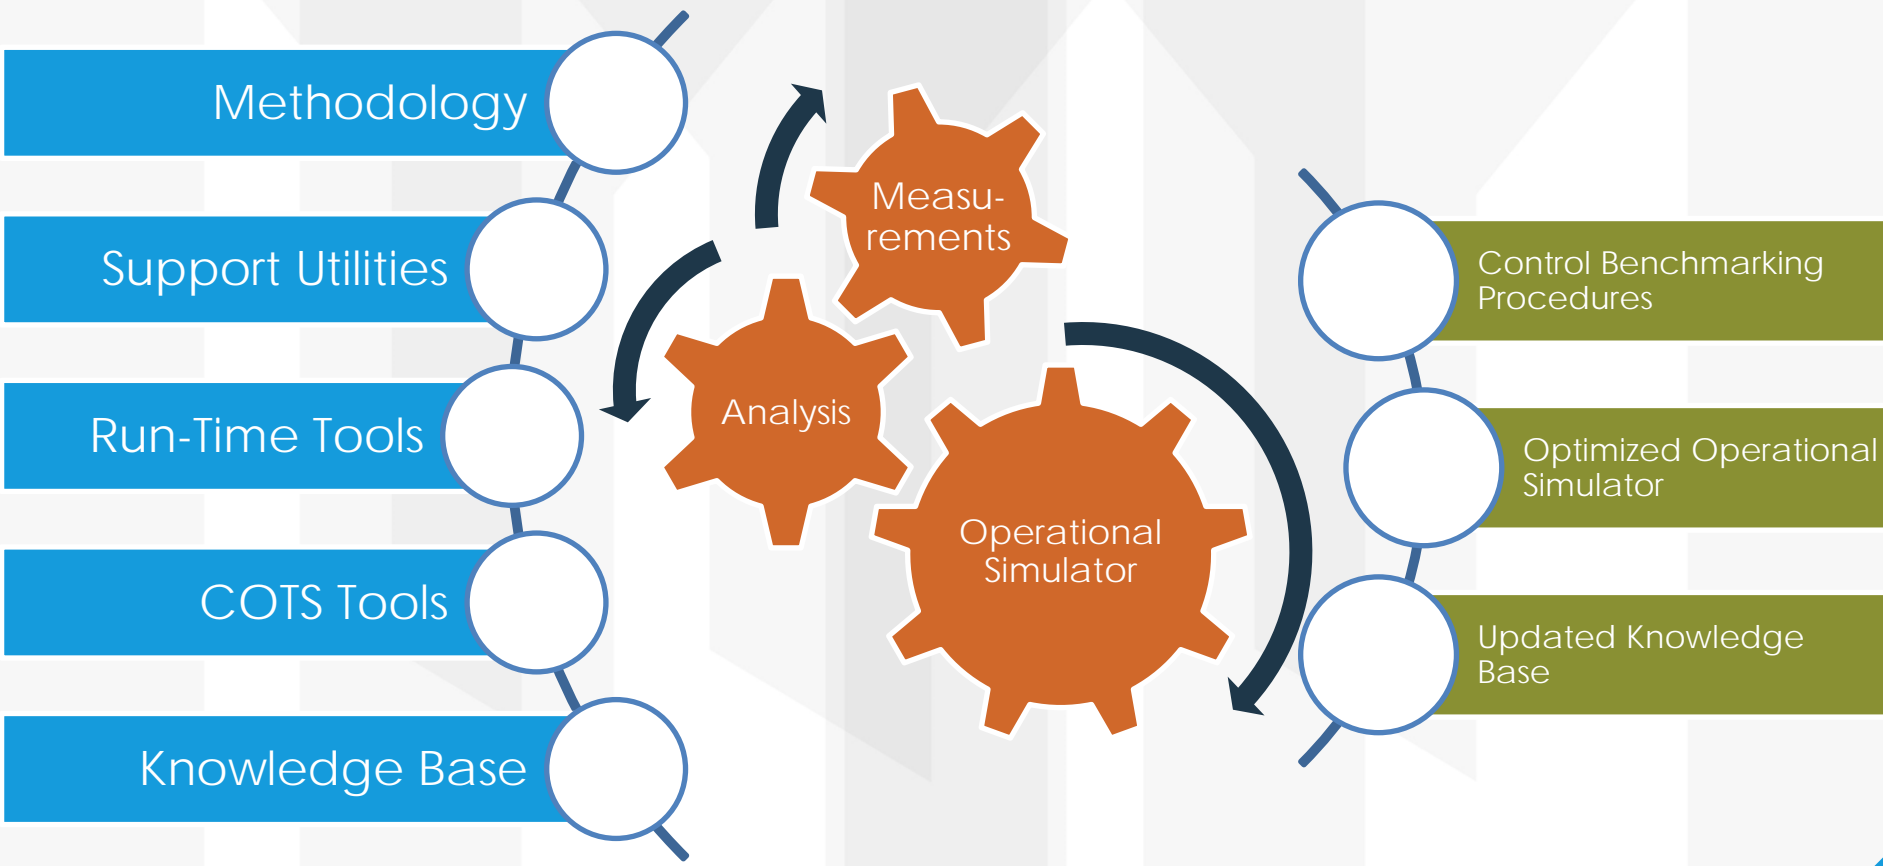 Methodology
Support Utilities
Run-Time Tools
COTS Tools
Knowledge Base
Measu-
rements
Analysis
Operational
Simulator
Control Benchmarking
Procedures
Optimized Operational
Simulator
Updated Knowledge
Base